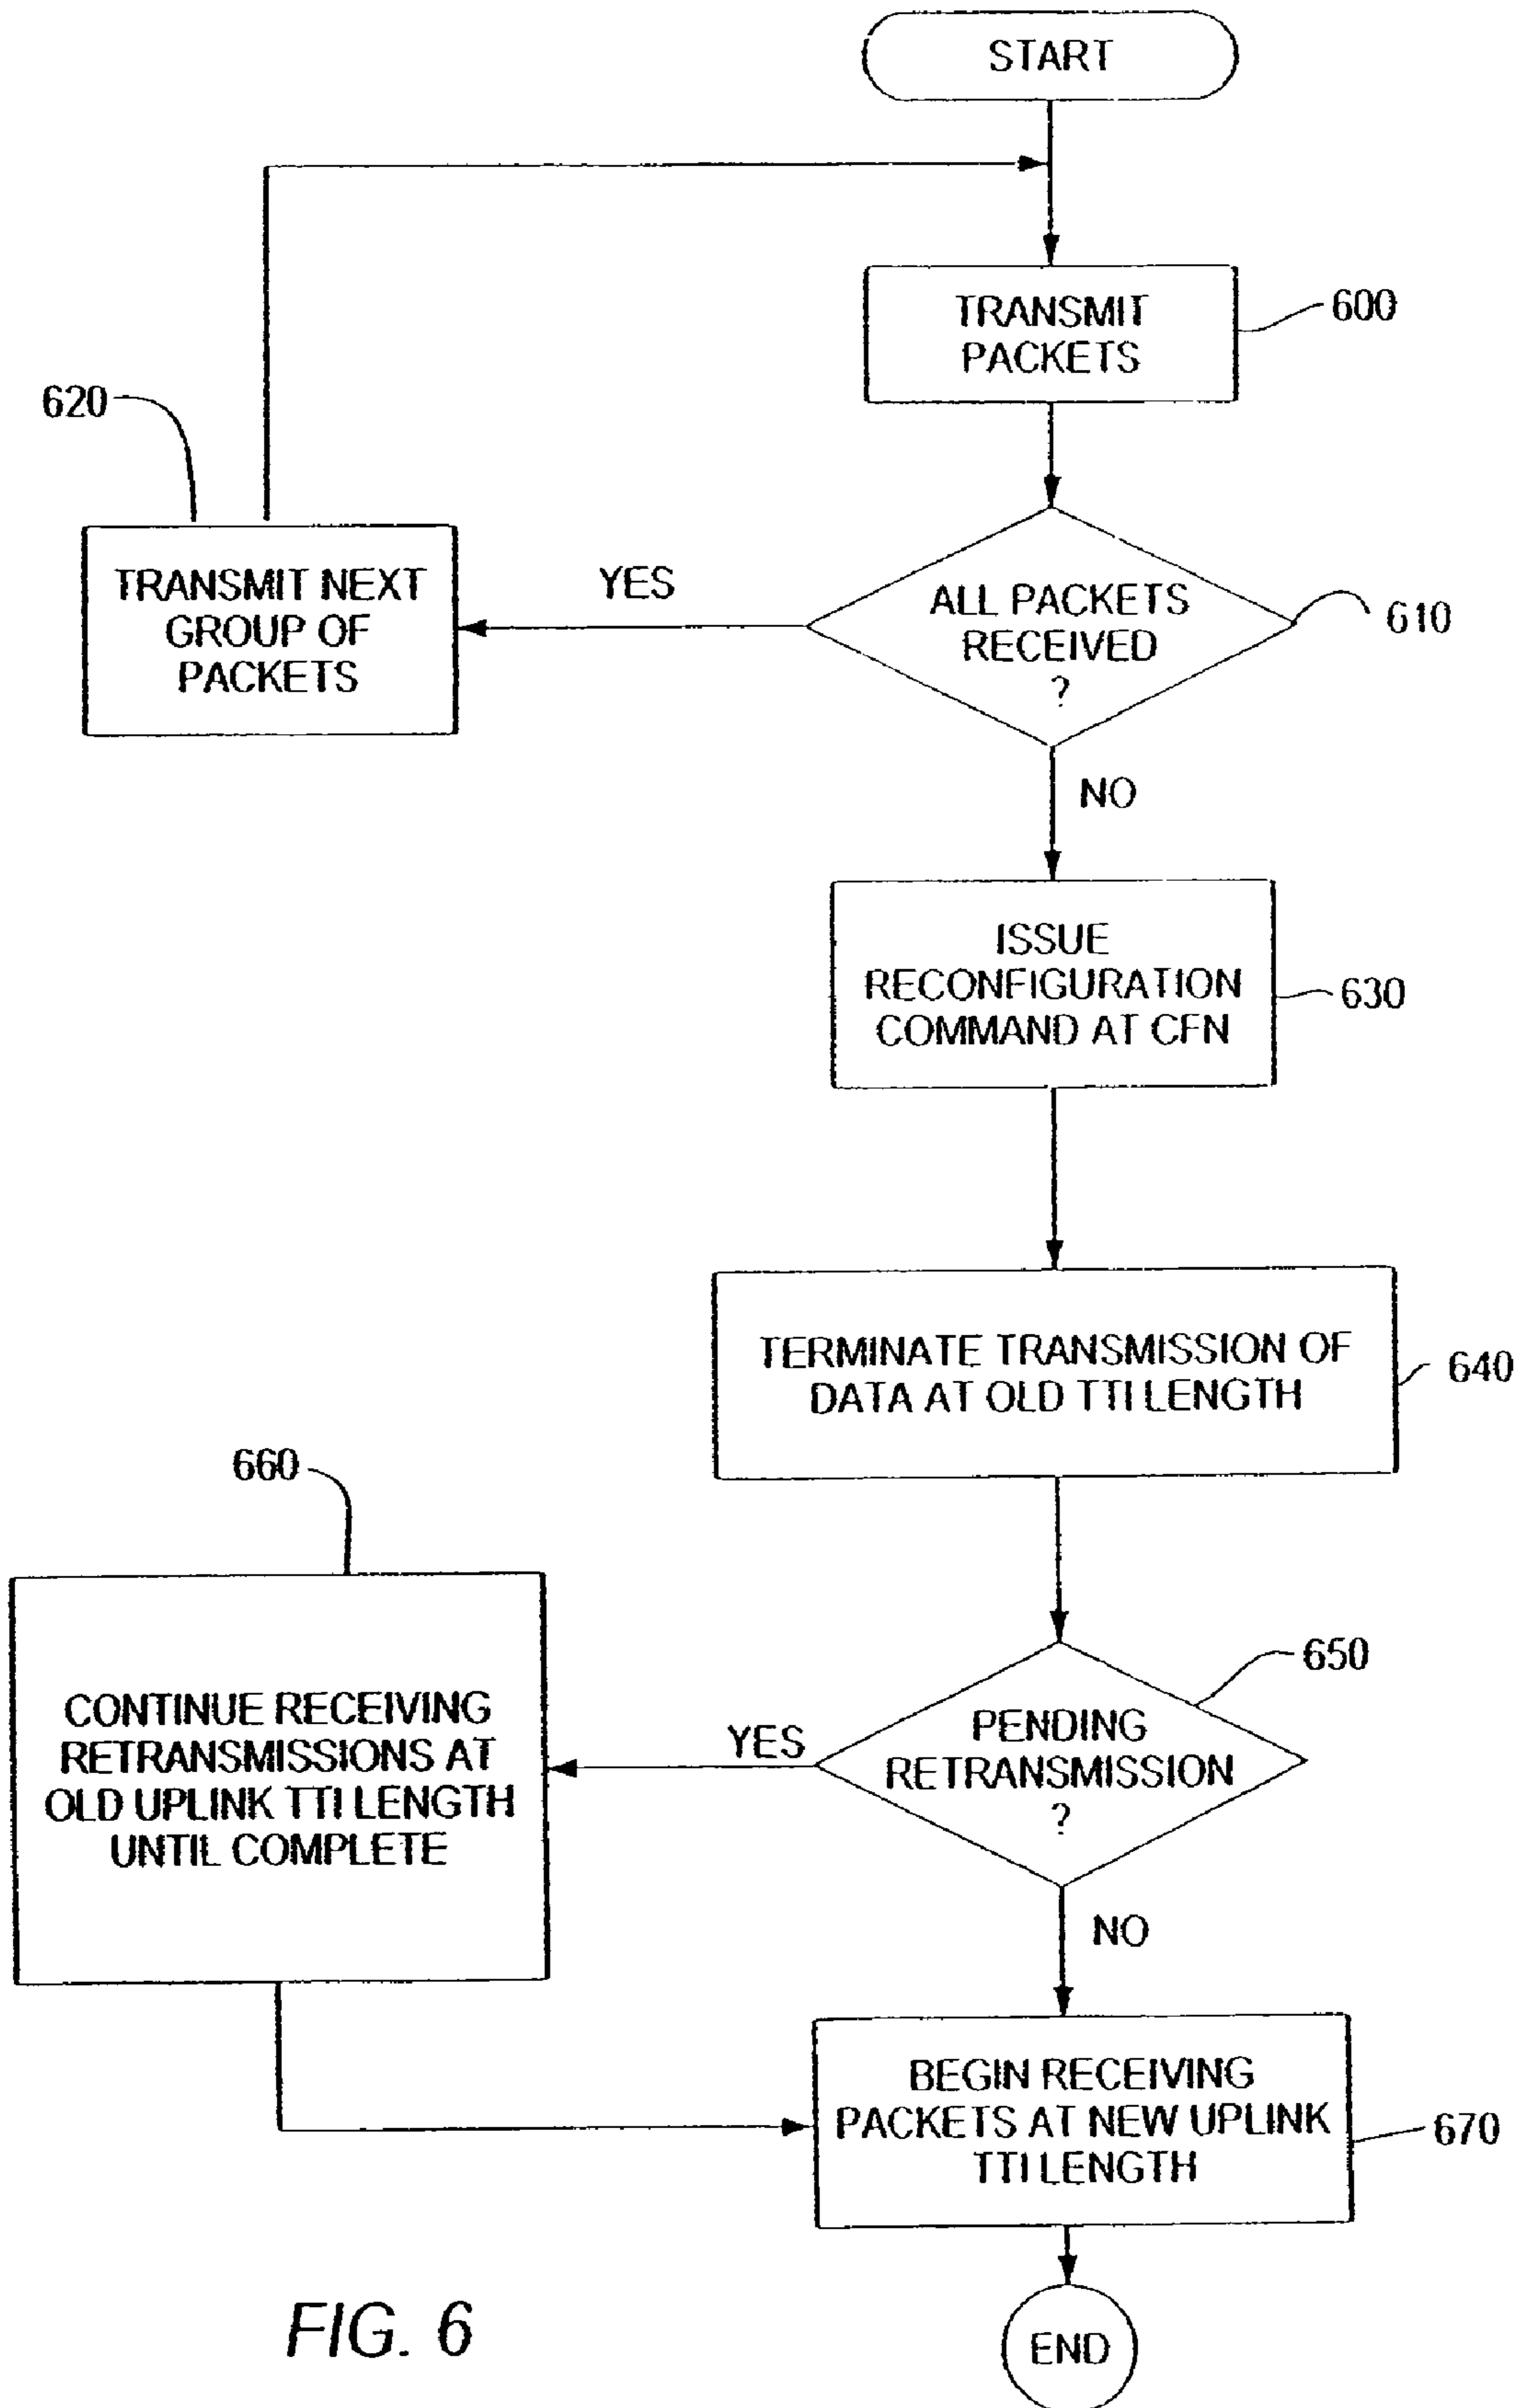 START
TRANSMIT
PACKETS
600
620
TRANSMIT NEXT
GROUP OF
PACKETS
YES
ALL PACKETS
RECEIVED
?
610
NO
ISSUE
RECONFIGURATION
COMMAND AT CFN
630
TERMINATE TRANSMISSION OF
DATA AT OLD TTI LENGTH
640
660
CONTINUE RECEIVING
RETRANSMISSIONS AT
OLD UPLINK TTI LENGTH
UNTIL COMPLETE
YES
PENDING
RETRANSMISSION
?
650
NO
BEGIN RECEIVING
PACKETS AT NEW UPLINK
TTI LENGTH
670
END
FIG. 6